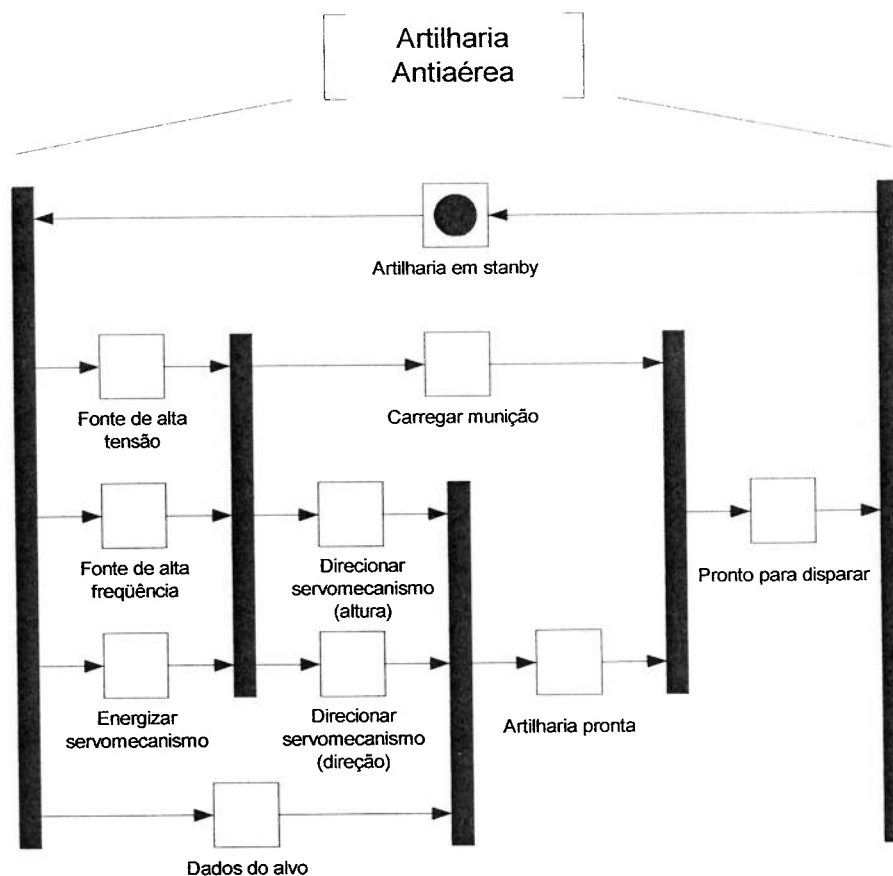 Artilharia
Antiaérea
Artilharia em stanby
Fonte de alta
tensão
Carregar munição
Fonte de alta
freqüência
Direcionar
servomecanismo
(altura)
Pronto para disparar
Energizar
servomecanismo
Direcionar
servomecanismo
(direção)
Artilharia pronta
Dados do alvo